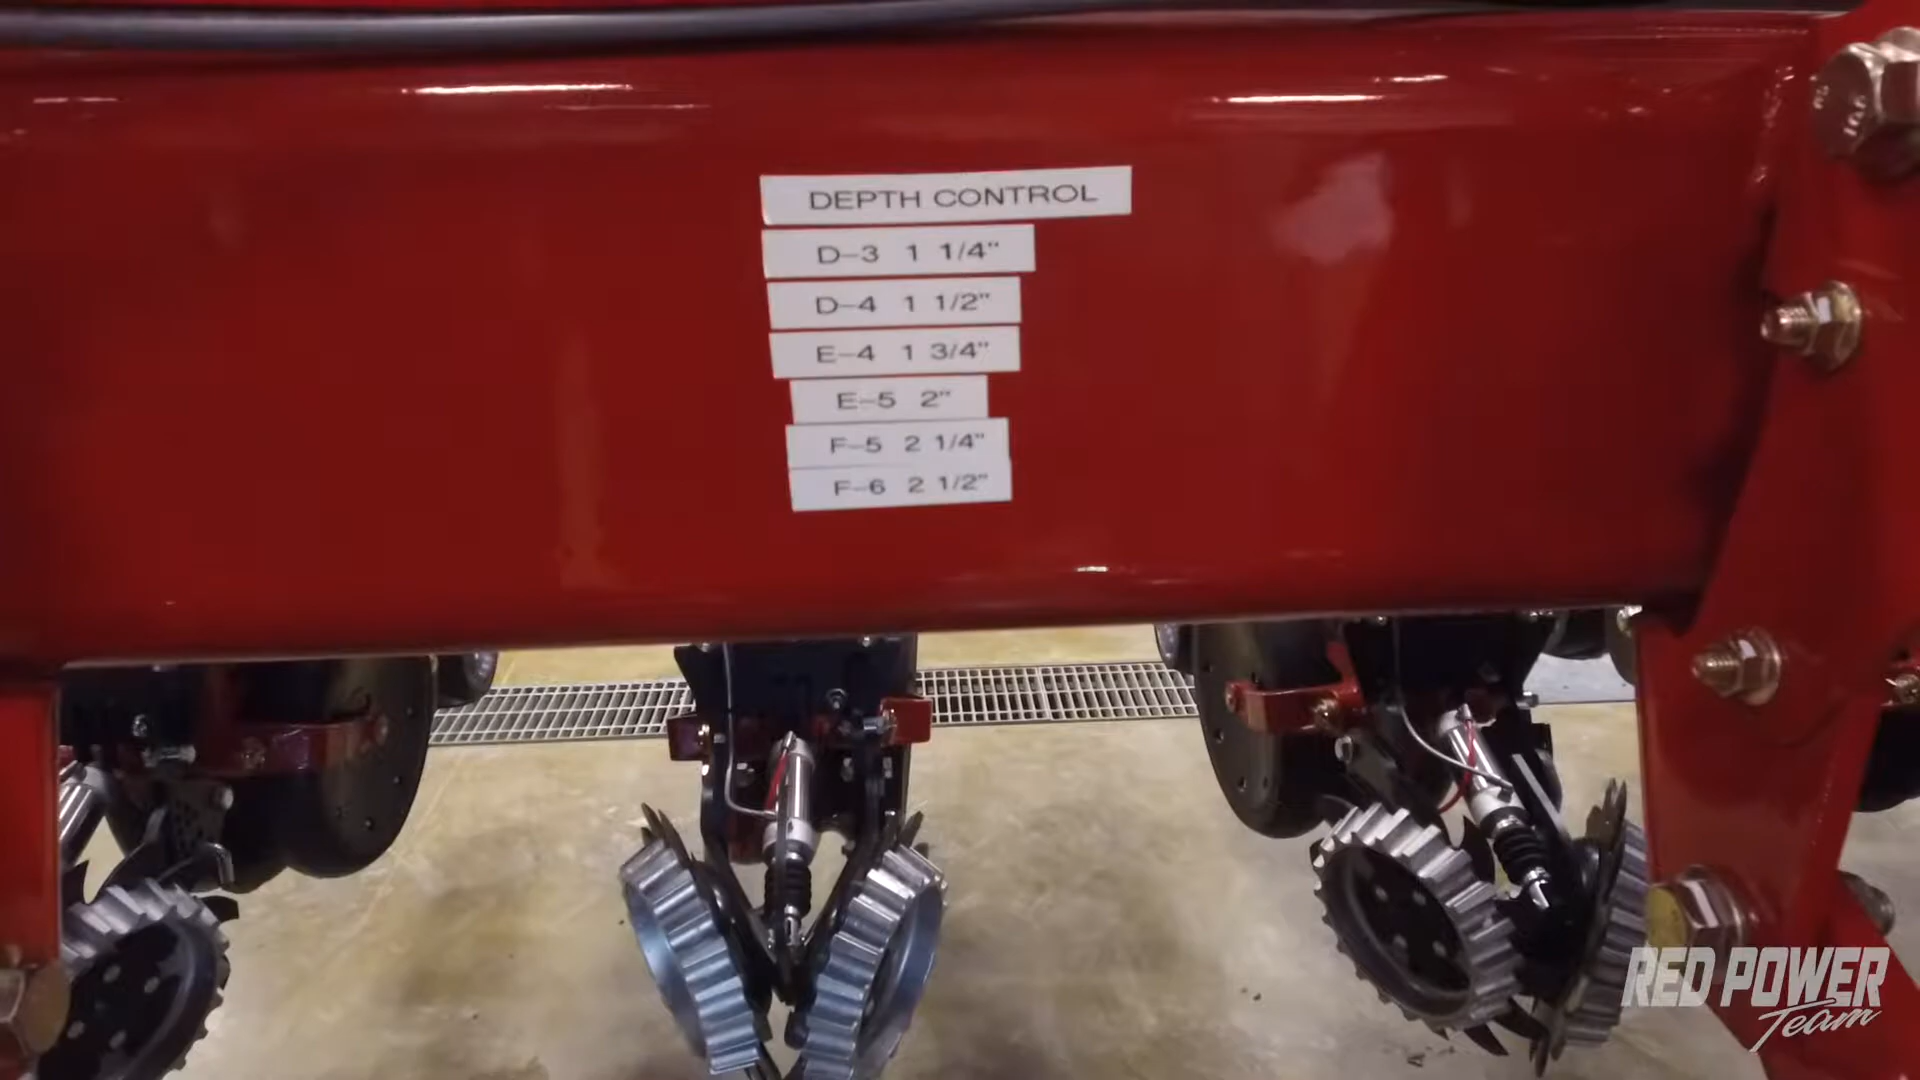 DEPTH CONTROL
D-3 1 1/4"
D-4 1 1/2"
E-4 1 3/4"
E-5 2"
F-5 2 1/4"
F-6 2 1/2"
RED POWER
Team